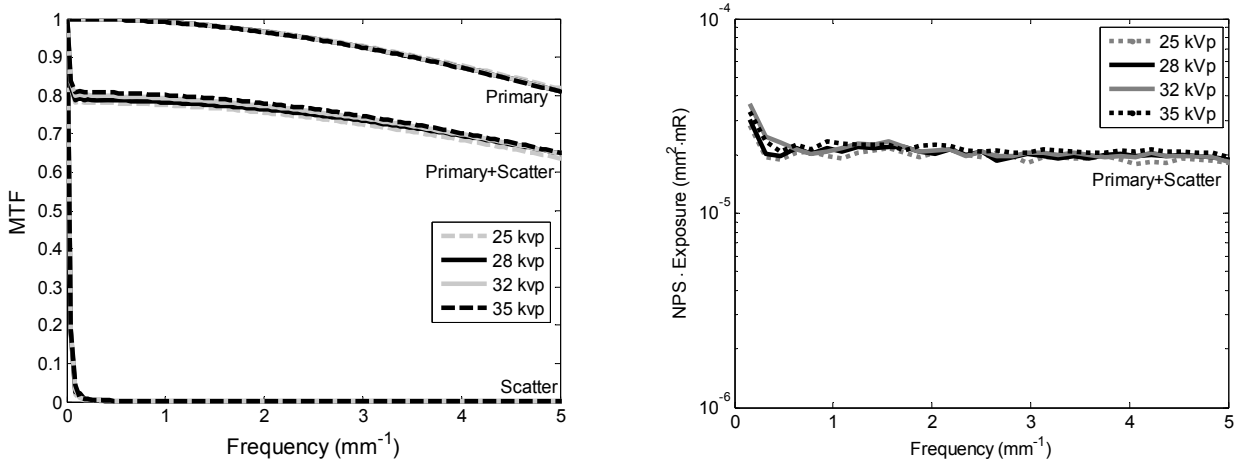 1
0.9
0.8
0.7
0.6
0.5
0.4
0.3
0.2
0.1
0
MTF
Primary
Primary+Scatter
25 kvp
28 kvp
32 kvp
35 kvp
Scatter
0 1 2 3 4 5
Frequency (mm⁻¹)
10⁻⁴
10⁻⁵
10⁻⁶
NPS · Exposure (mm²·mR)
25 kVp
28 kVp
32 kVp
35 kVp
Primary+Scatter
0 1 2 3 4 5
Frequency (mm⁻¹)